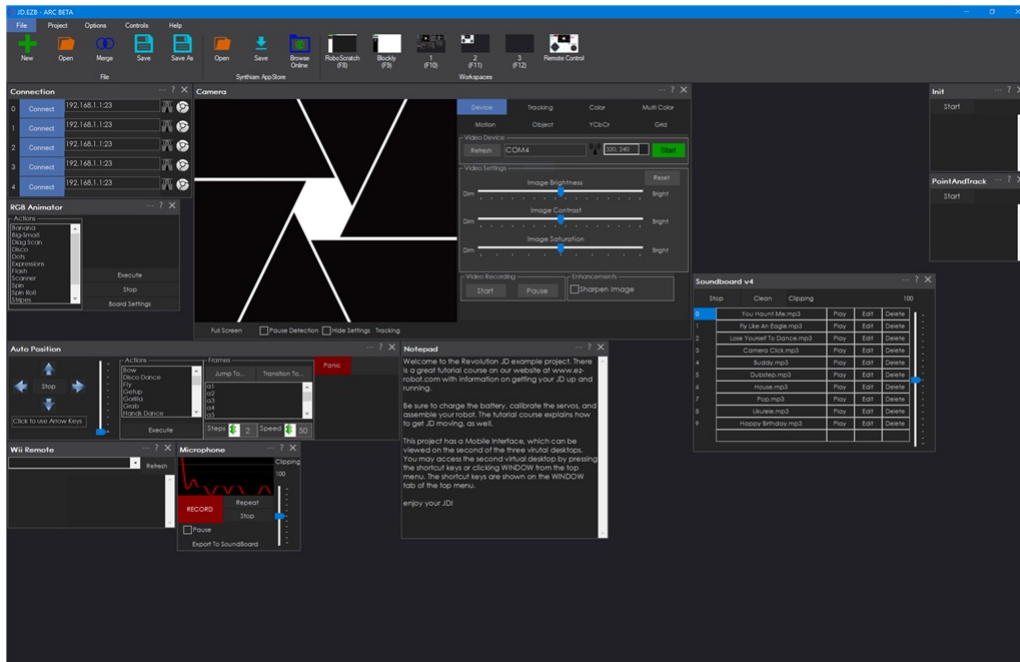 JD.EZB - ARC BETA
File Project Options Controls Help
New Open Merge Save Save As Open Save Browse Online RoboScratch (F8) Blockly (F9) 1 (F10) 2 (F11) 3 (F12) Remote Control
File Synthiam AppStore Workspaces
Connection
0 Connect 192.168.1.1:23
1 Connect 192.168.1.1:23
2 Connect 192.168.1.1:23
3 Connect 192.168.1.1:23
4 Connect 192.168.1.1:23
RGB Animator
Actions
Banana
Big-Small
Diag Scan
Disco
Dots
Expressions
Flash
Scanner
Spin
Spin Roll
Stripes
Execute
Stop
Board Settings
Camera
Device Tracking Color Multi Color
Motion Object YCbCr Grid
Video Device
Refresh COM4 320, 240 Start
Video Settings
Reset
Image Brightness
Dim Bright
Image Contrast
Dim Bright
Image Saturation
Dim Bright
Video Recording
Start Pause
Enhancements
Sharpen Image
Full Screen Pause Detection Hide Settings Tracking
Init
Start
PointAndTrack
Start
Soundboard v4
Stop Clean Clipping 100
0 You Haunt Me.mp3 Play Edit Delete
1 Fly Like An Eagle.mp3 Play Edit Delete
2 Lose Yourself To Dance.mp3 Play Edit Delete
3 Camera Click.mp3 Play Edit Delete
4 Buddy.mp3 Play Edit Delete
5 Dubstep.mp3 Play Edit Delete
6 House.mp3 Play Edit Delete
7 Pop.mp3 Play Edit Delete
8 Ukurele.mp3 Play Edit Delete
9 Happy Birthday.mp3 Play Edit Delete
Auto Position
Stop
Click to use Arrow Keys
Actions
Bow
Disco Dance
Fly
Getup
Gorilla
Grab
Hands Dance
Execute
Frames
Jump To... Transition To...
a1
a2
a3
a4
a5
Steps 2 Speed 50
Panic
Notepad
Welcome to the Revolution JD example project. There
is a great tutorial course on our website at www.ez-
robot.com with information on getting your JD up and
running.
Be sure to charge the battery, calibrate the servos, and
assemble your robot. The tutorial course explains how
to get JD moving, as well.
This project has a Mobile Interface, which can be
viewed on the second of the three virutal desktops.
You may access the second virtual desktop by pressing
the shortcut keys or clicking WINDOW from the top
menu. The shortcut keys are shown on the WINDOW
tab of the top menu.
enjoy your JD!
Wii Remote
Refresh
Microphone
Clipping
100
RECORD
Repeat
Stop
Pause
Export To SoundBoard